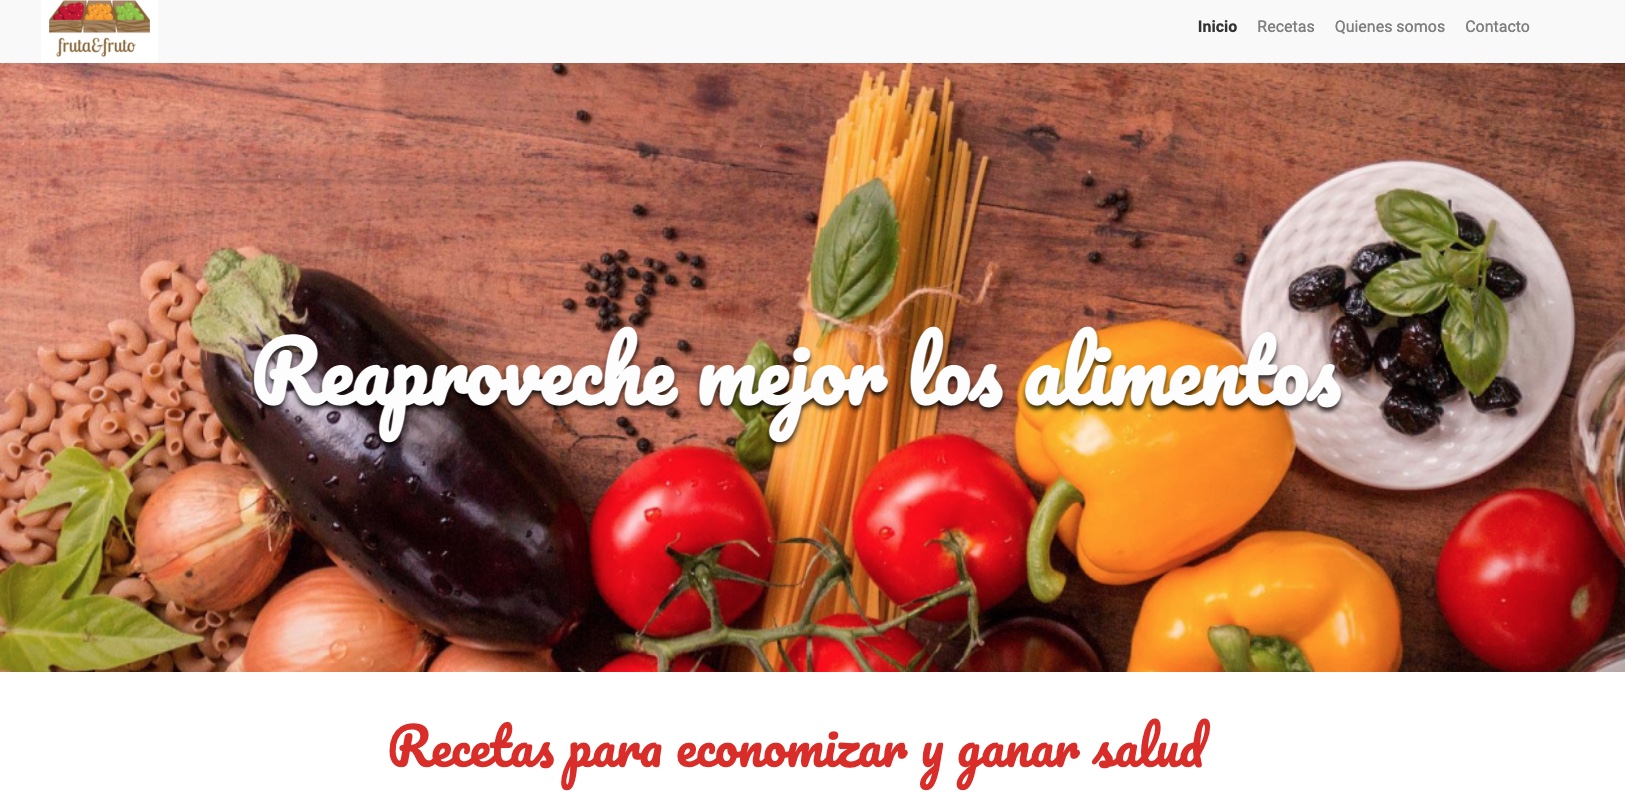 fruta&fruto
Inicio Recetas Quienes somos Contacto
Reaproveche mejor los alimentos
Recetas para economizar y ganar salud